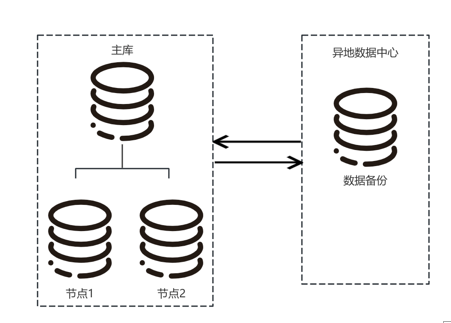 主库
异地数据中心
数据备份
节点1
节点2